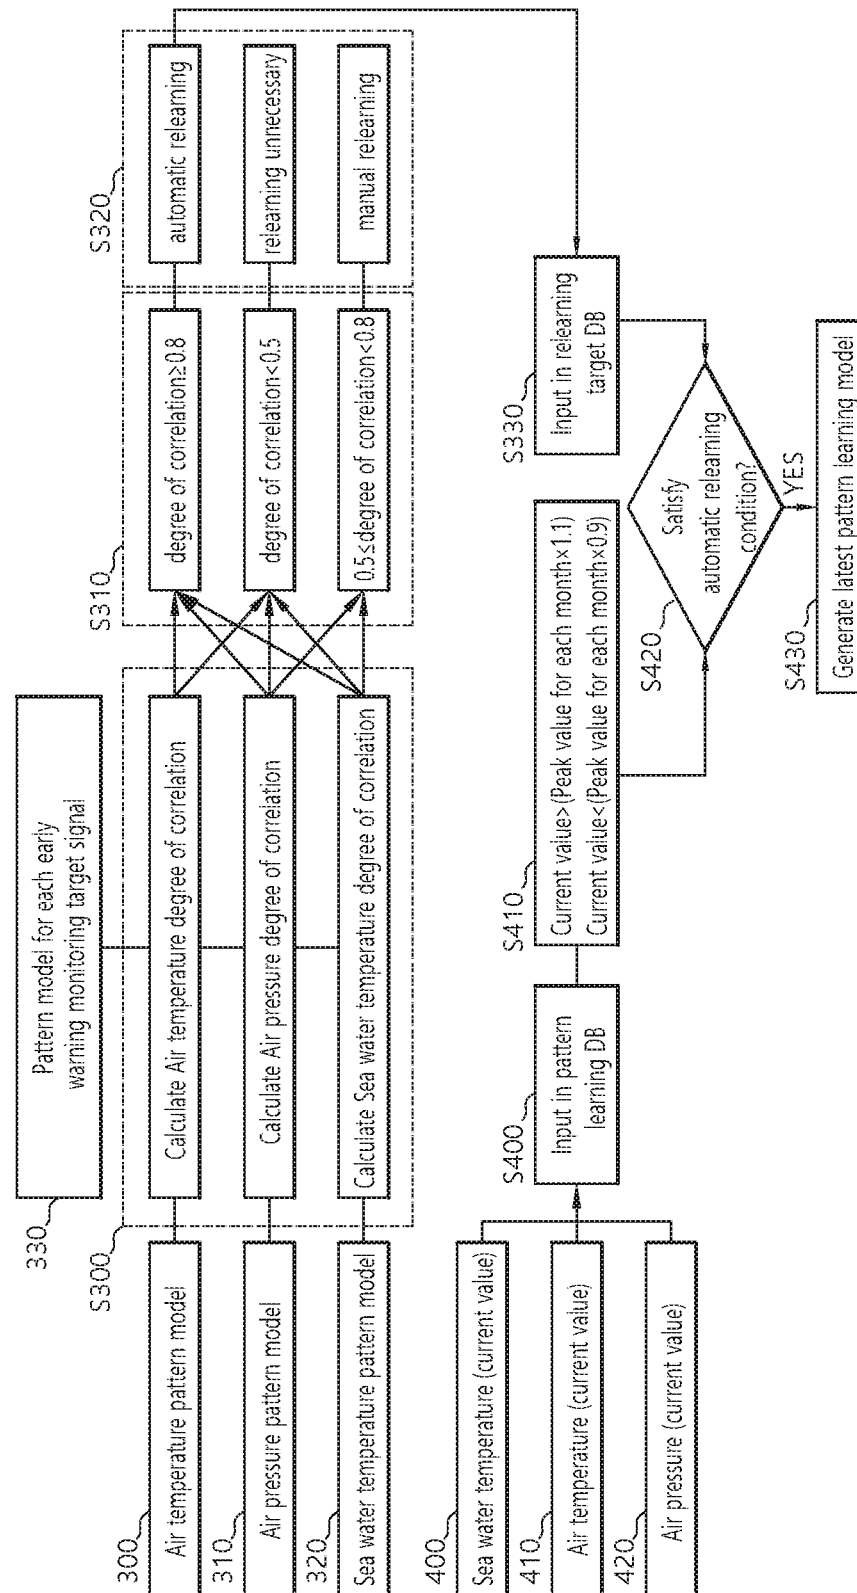 330
Pattern model for each early
warning monitoring target signal
S300
S310
S320
300
Air temperature pattern model
Calculate Air temperature degree of correlation
degree of correlation≥0.8
automatic relearning
310
Air pressure pattern model
Calculate Air pressure degree of correlation
degree of correlation<0.5
relearning unnecessary
320
Sea water temperature pattern model
Calculate Sea water temperature degree of correlation
0.5≤degree of correlation<0.8
manual relearning
400
Sea water temperature (current value)
410
Air temperature (current value)
420
Air pressure (current value)
S400
Input in pattern
learning DB
S410
Current value>(Peak value for each month×1.1)
Current value<(Peak value for each month×0.9)
S330
Input in relearning
target DB
S420
Satisfy
automatic relearning
condition?
YES
S430
Generate latest pattern learning model